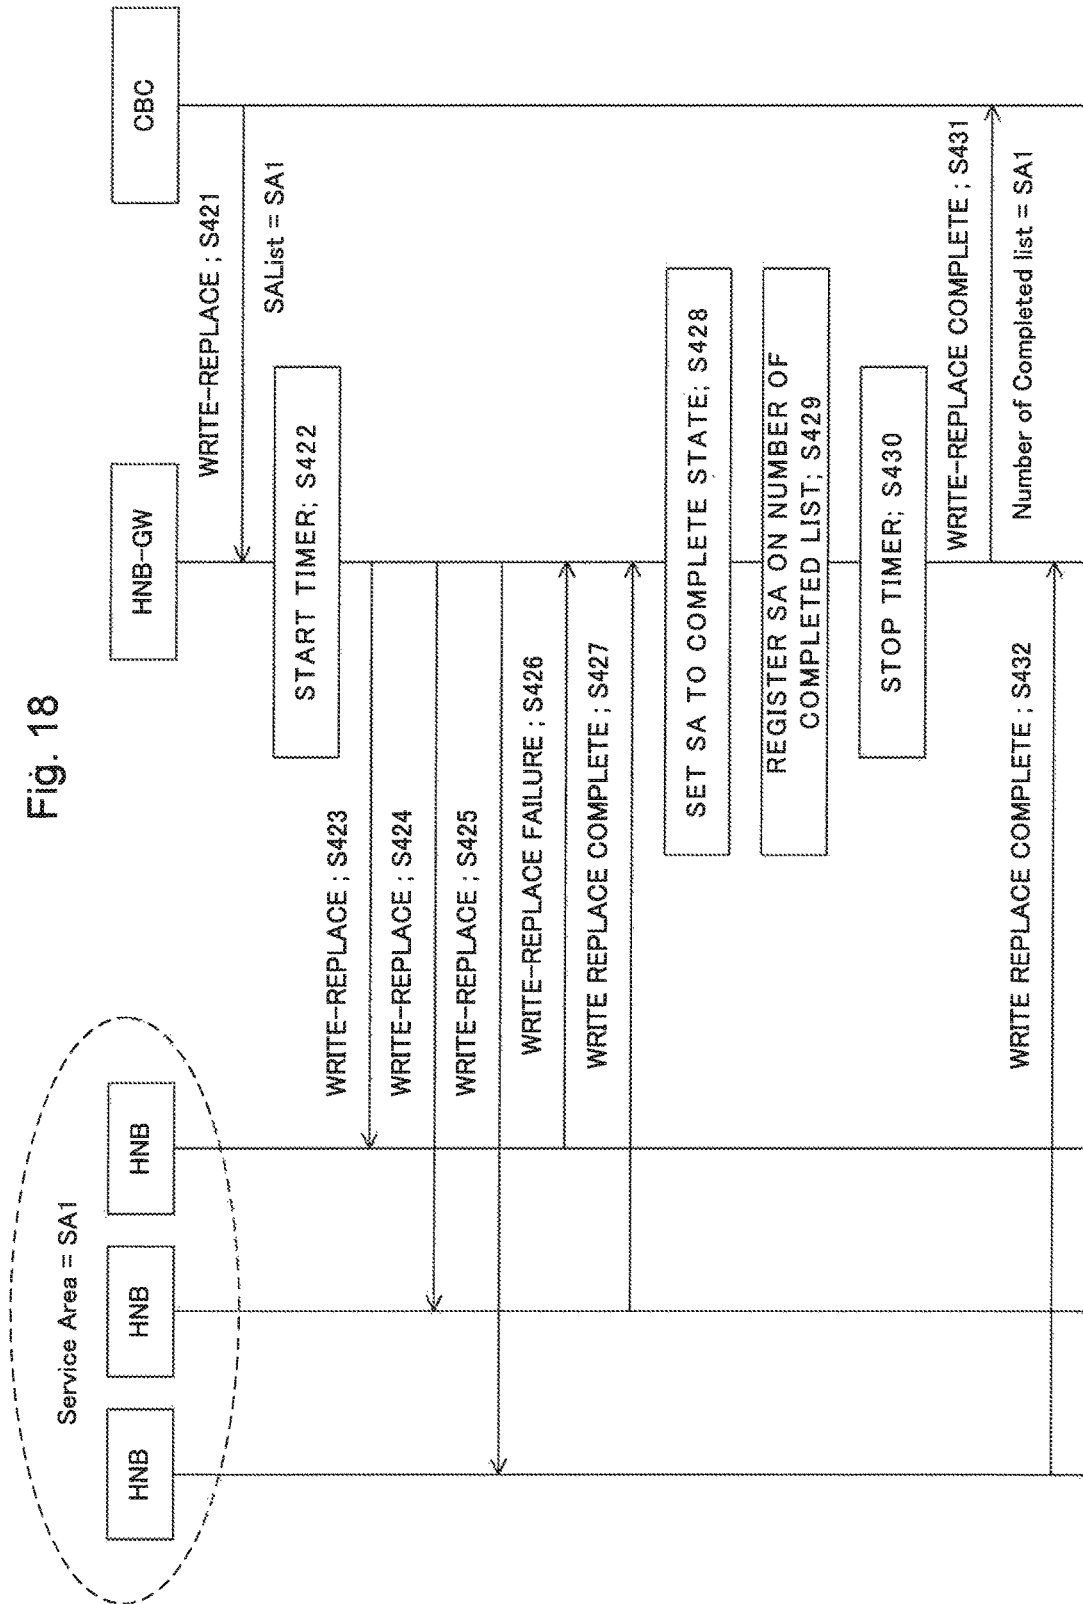 Fig. 18
Service Area = SA1
HNB
HNB
HNB
HNB-GW
CBC
WRITE-REPLACE ; S421
SAList = SA1
START TIMER; S422
WRITE-REPLACE ; S423
WRITE-REPLACE ; S424
WRITE-REPLACE ; S425
WRITE-REPLACE FAILURE ; S426
WRITE REPLACE COMPLETE ; S427
SET SA TO COMPLETE STATE; S428
REGISTER SA ON NUMBER OF
COMPLETED LIST; S429
STOP TIMER; S430
WRITE-REPLACE COMPLETE ; S431
Number of Completed list = SA1
WRITE REPLACE COMPLETE ; S432